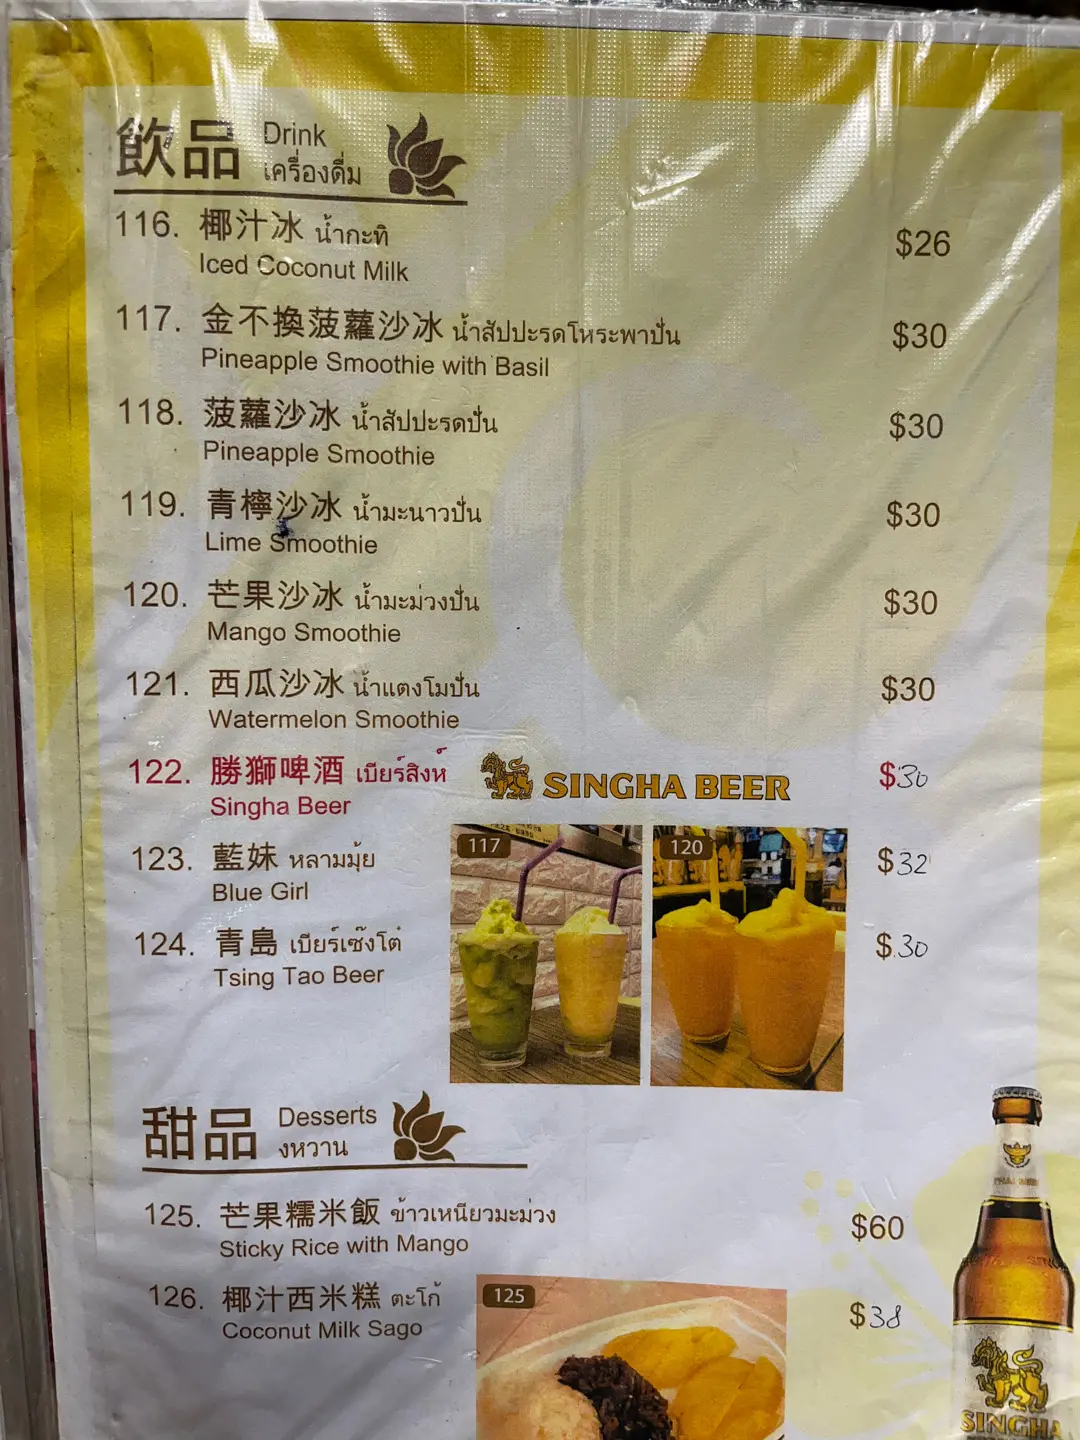 飲品 Drink
เครื่องดื่ม
116. 椰汁冰 น้ำกะทิ $26
Iced Coconut Milk
117. 金不換菠蘿沙冰 น้ำสัปปะรดโหระพาปั่น $30
Pineapple Smoothie with Basil
118. 菠蘿沙冰 น้ำสัปปะรดปั่น $30
Pineapple Smoothie
119. 青檸沙冰 น้ำมะนาวปั่น $30
Lime Smoothie
120. 芒果沙冰 น้ำมะม่วงปั่น $30
Mango Smoothie
121. 西瓜沙冰 น้ำแตงโมปั่น $30
Watermelon Smoothie
122. 勝獅啤酒 เบียร์สิงห์ SINGHA BEER $30
Singha Beer
123. 藍妹 หลามมุ้ย $32
Blue Girl
117
120
124. 青島 เบียร์เช๊งโต๋ $30
Tsing Tao Beer
甜品 Desserts
งหวาน
125. 芒果糯米飯 ข้าวเหนียวมะม่วง $60
Sticky Rice with Mango
126. 椰汁西米糕 ตะโก้ $38
Coconut Milk Sago
125
SINGHA